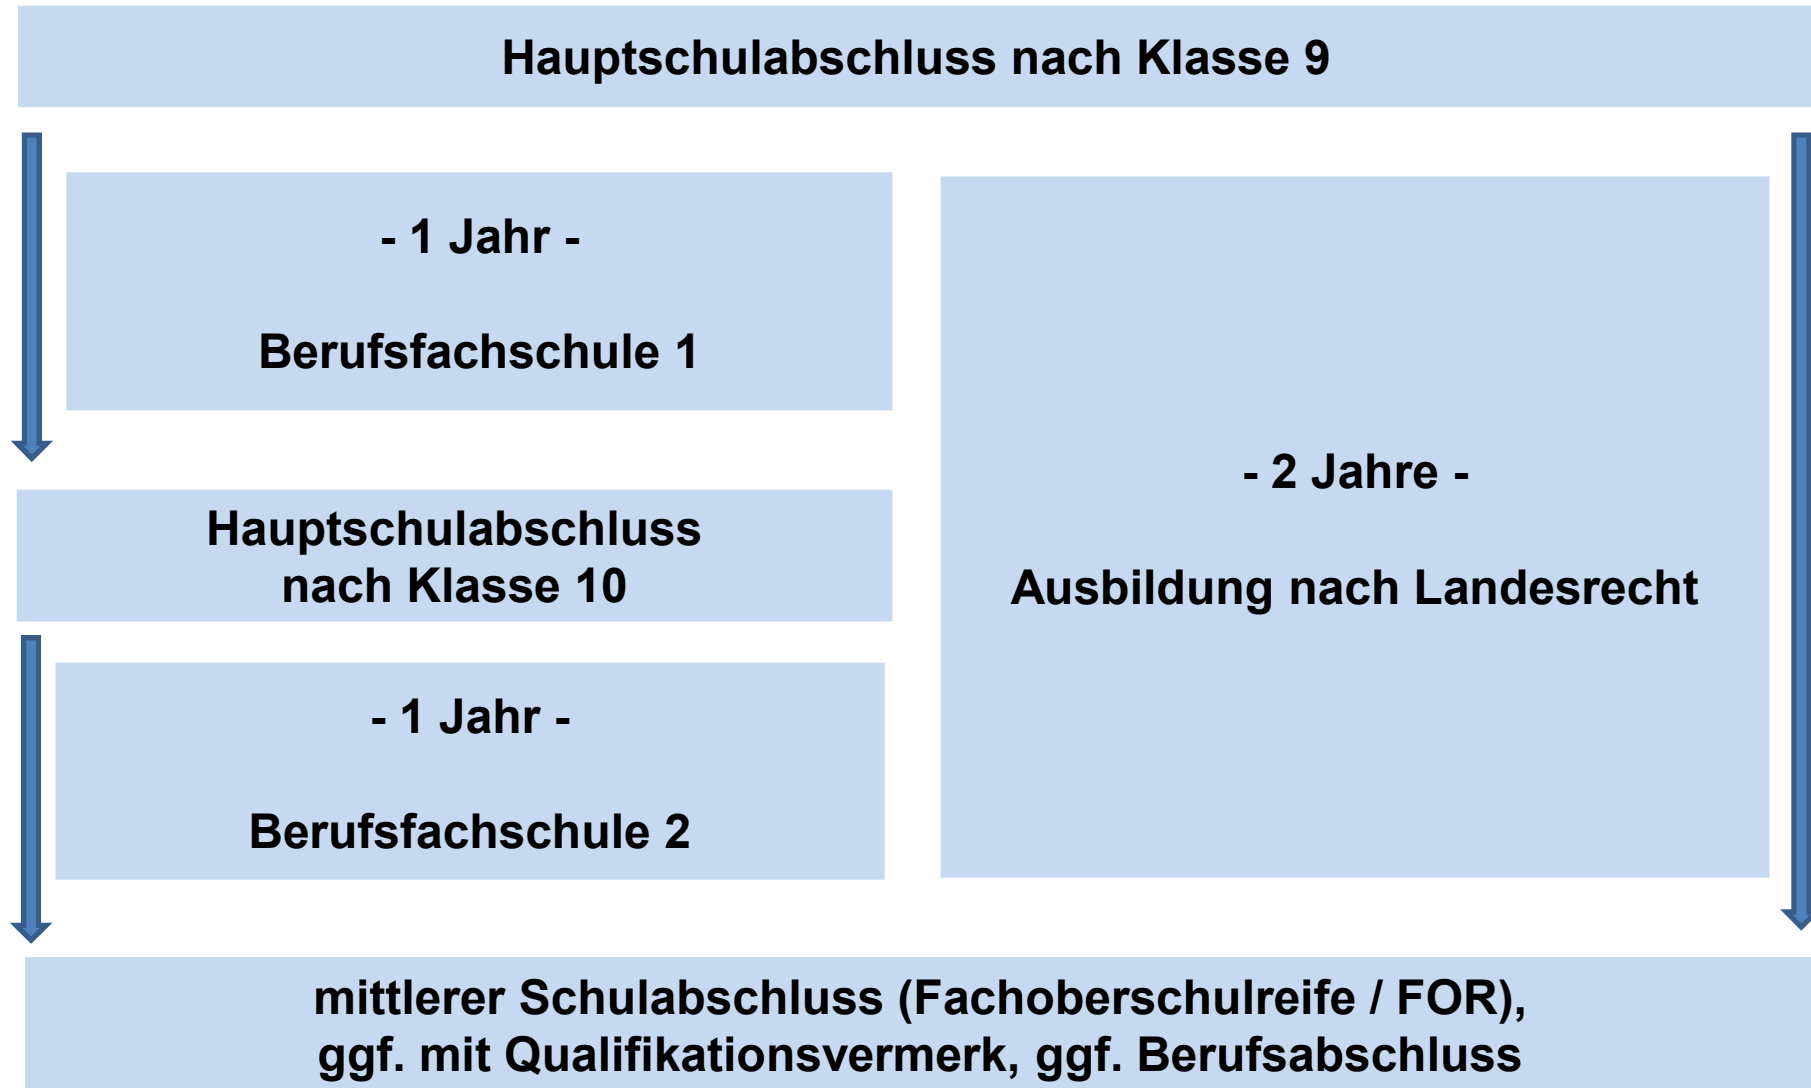 Hauptschulabschluss nach Klasse 9
- 1 Jahr -
Berufsfachschule 1
Hauptschulabschluss
nach Klasse 10
- 1 Jahr -
Berufsfachschule 2
- 2 Jahre -
Ausbildung nach Landesrecht
mittlerer Schulabschluss (Fachoberschulreife / FOR),
ggf. mit Qualifikationsvermerk, ggf. Berufsabschluss